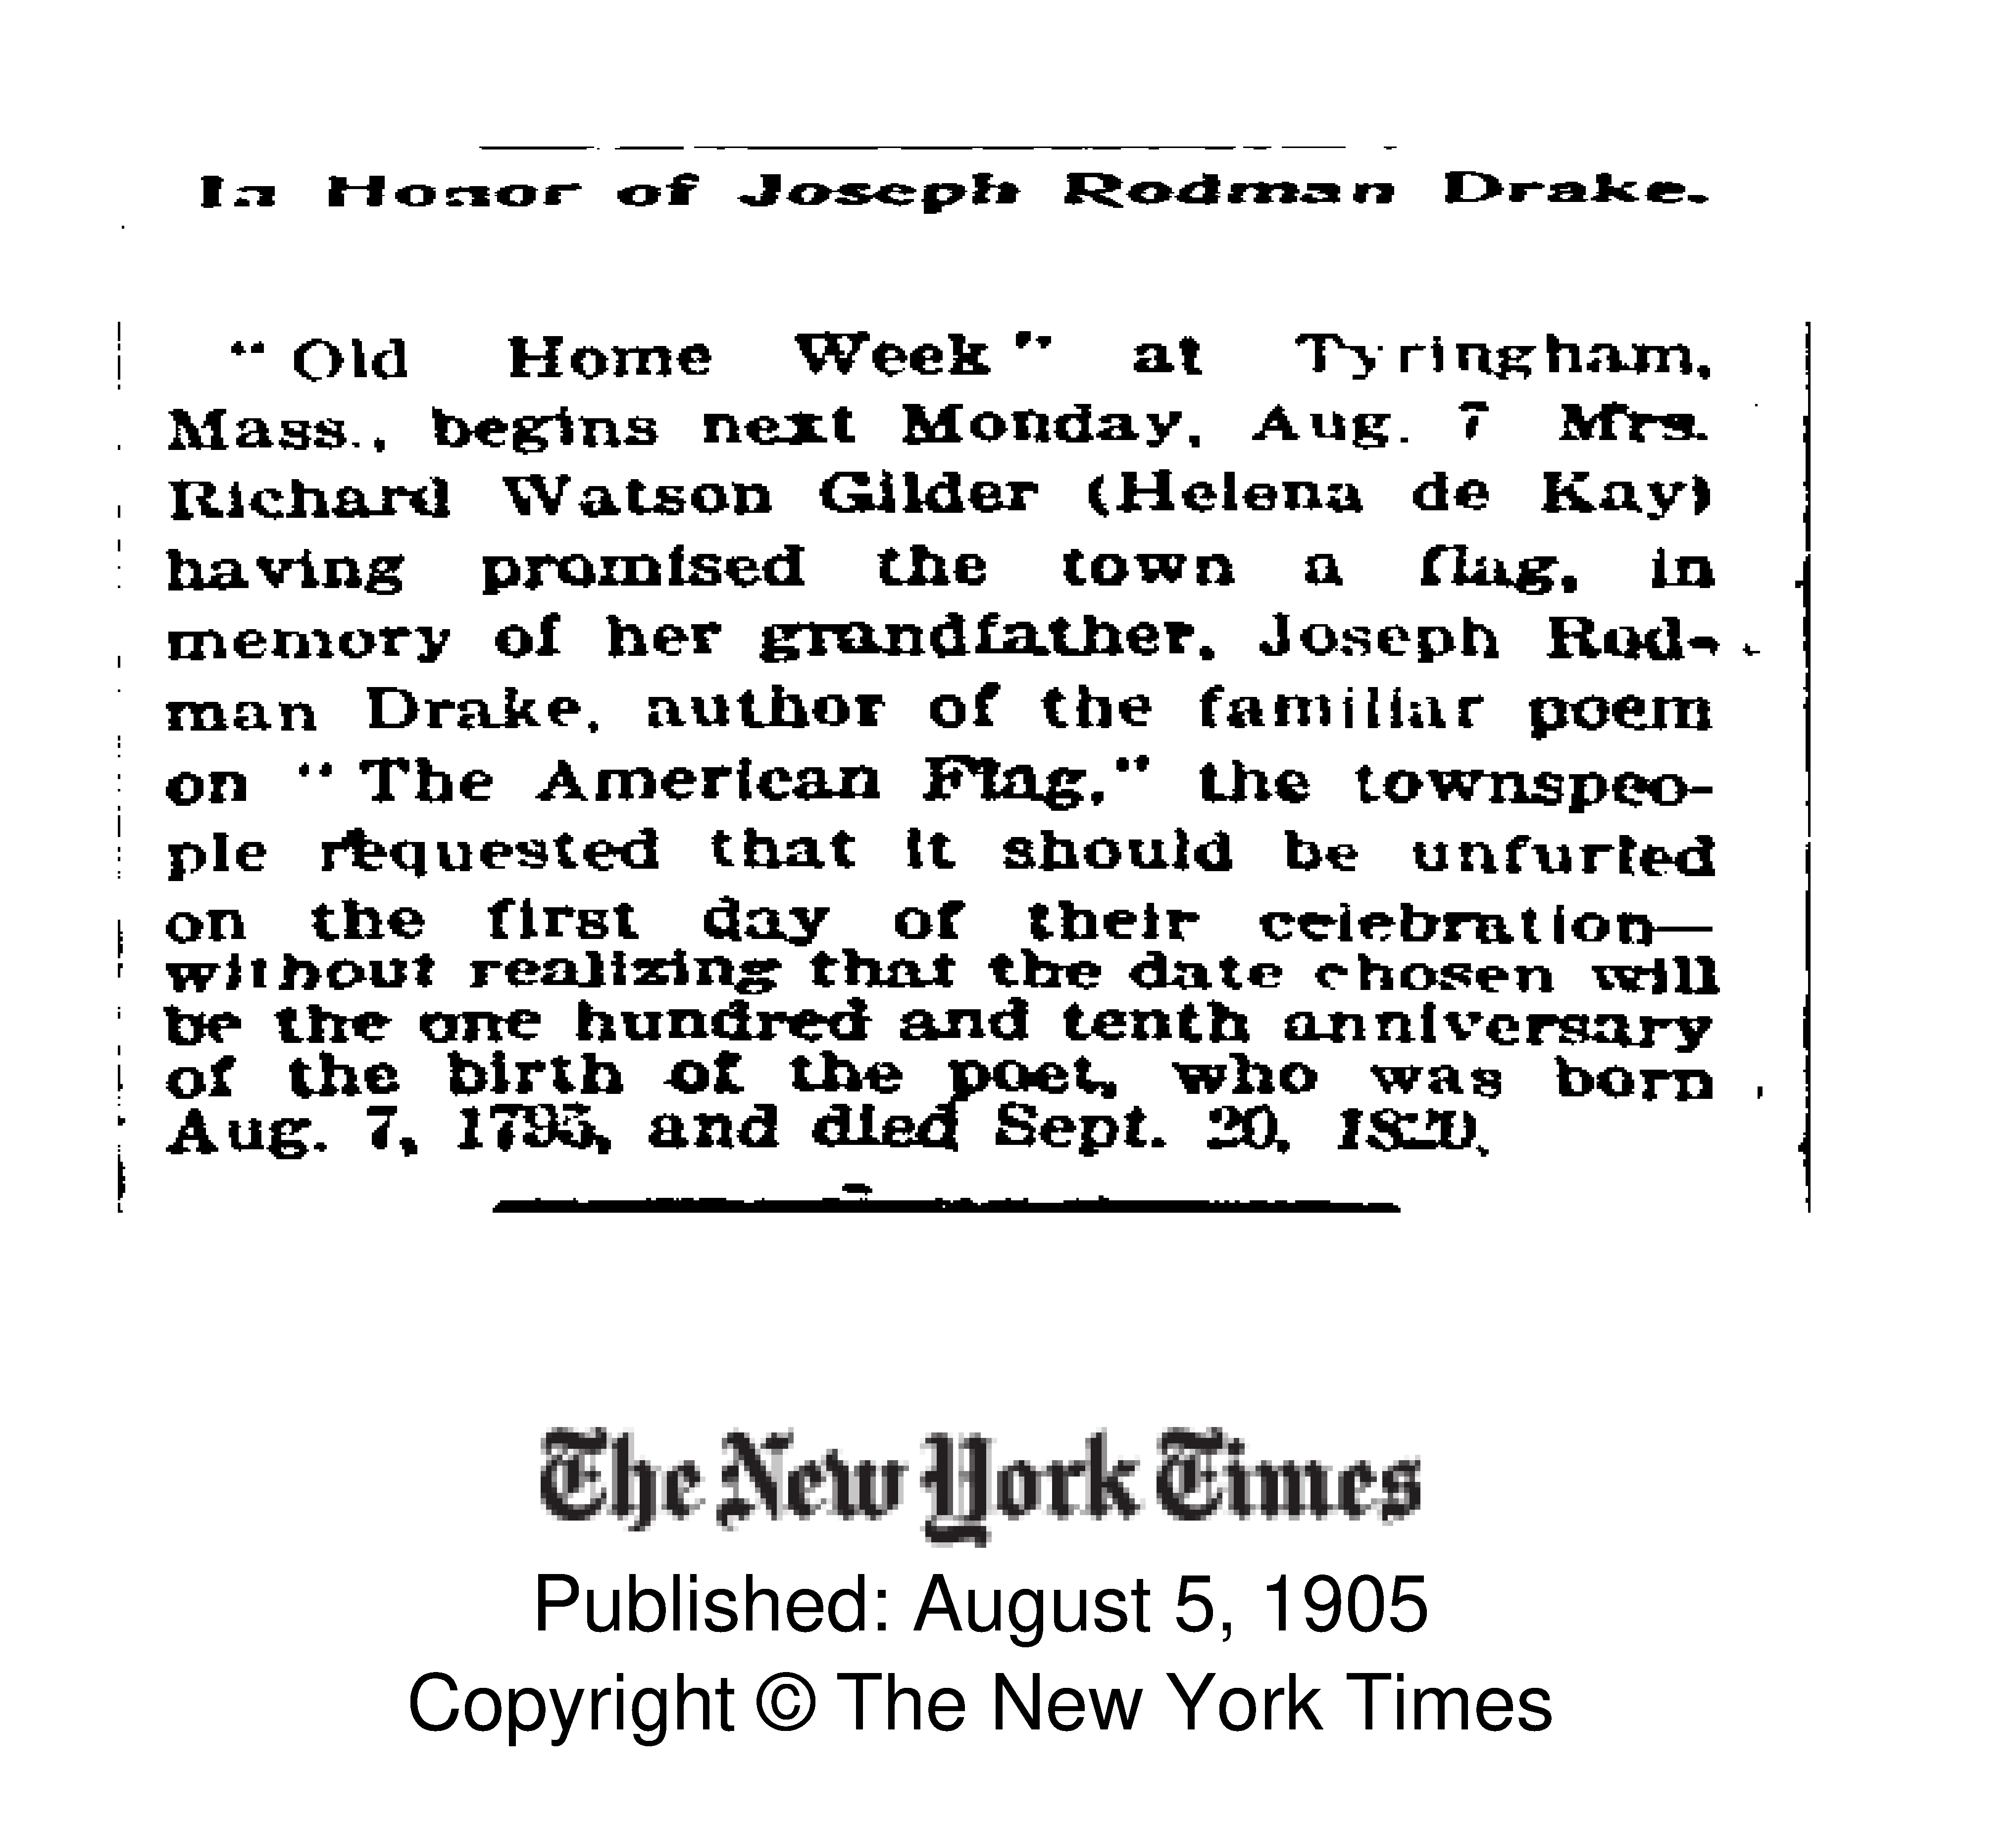 In Honor of Joseph Rodman Drake.
"Old Home Week" at Tyringham,
Mass., begins next Monday, Aug. 7 Mrs.
Richard Watson Gilder (Helena de Kay)
having promised the town a flag, in
memory of her grandfather, Joseph Rod-
man Drake, author of the familiar poem
on "The American Flag," the townspeo-
ple requested that it should be unfurled
on the first day of their celebration—
without realizing that the date chosen will
be the one hundred and tenth anniversary
of the birth of the poet, who was born
Aug. 7, 1795, and died Sept. 20, 1820.
The New York Times
Published: August 5, 1905
Copyright © The New York Times